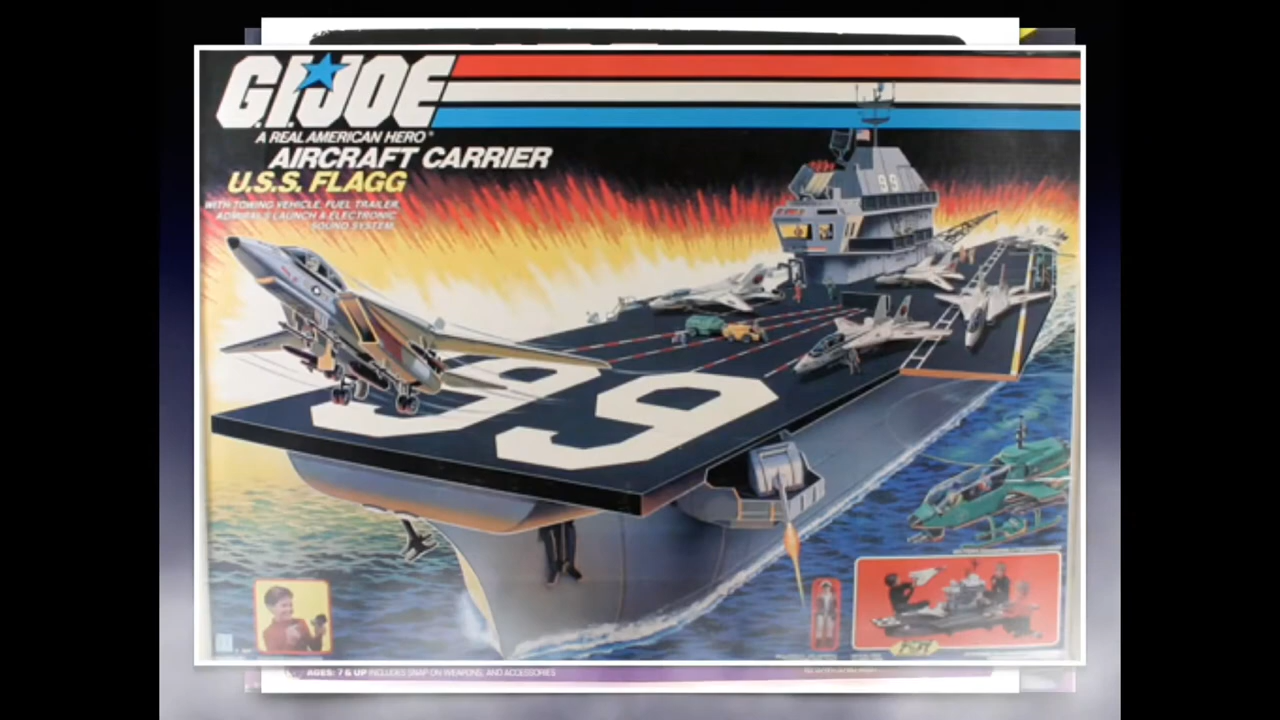 G.I.JOE
A REAL AMERICAN HERO®
AIRCRAFT CARRIER
U.S.S. FLAGG
WITH TOWING VEHICLE, FUEL TRAILER,
ADMIRAL'S LAUNCH & ELECTRONIC
SOUND SYSTEM.
99
99
AGES: 7 & UP INCLUDES SNAP ON WEAPONS, AND ACCESSORIES